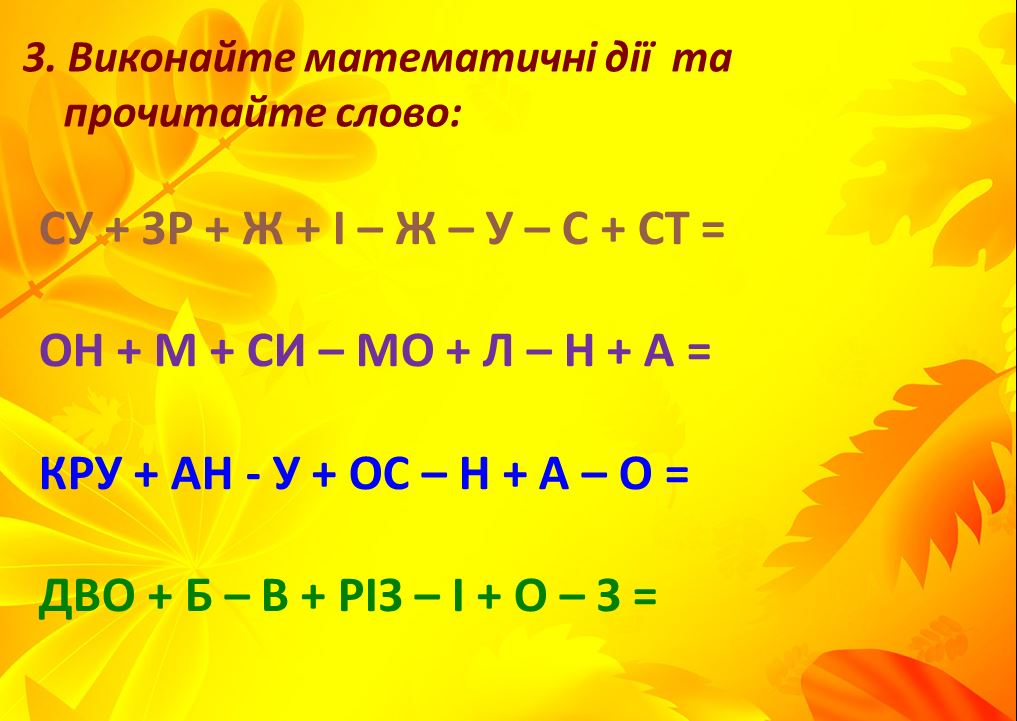 3. Виконайте математичні дії та
прочитайте слово:
СУ + ЗР + Ж + І – Ж – У – С + СТ =
ОН + М + СИ – МО + Л – Н + А =
КРУ + АН - У + ОС – Н + А – О =
ДВО + Б – В + РІЗ – І + О – З =